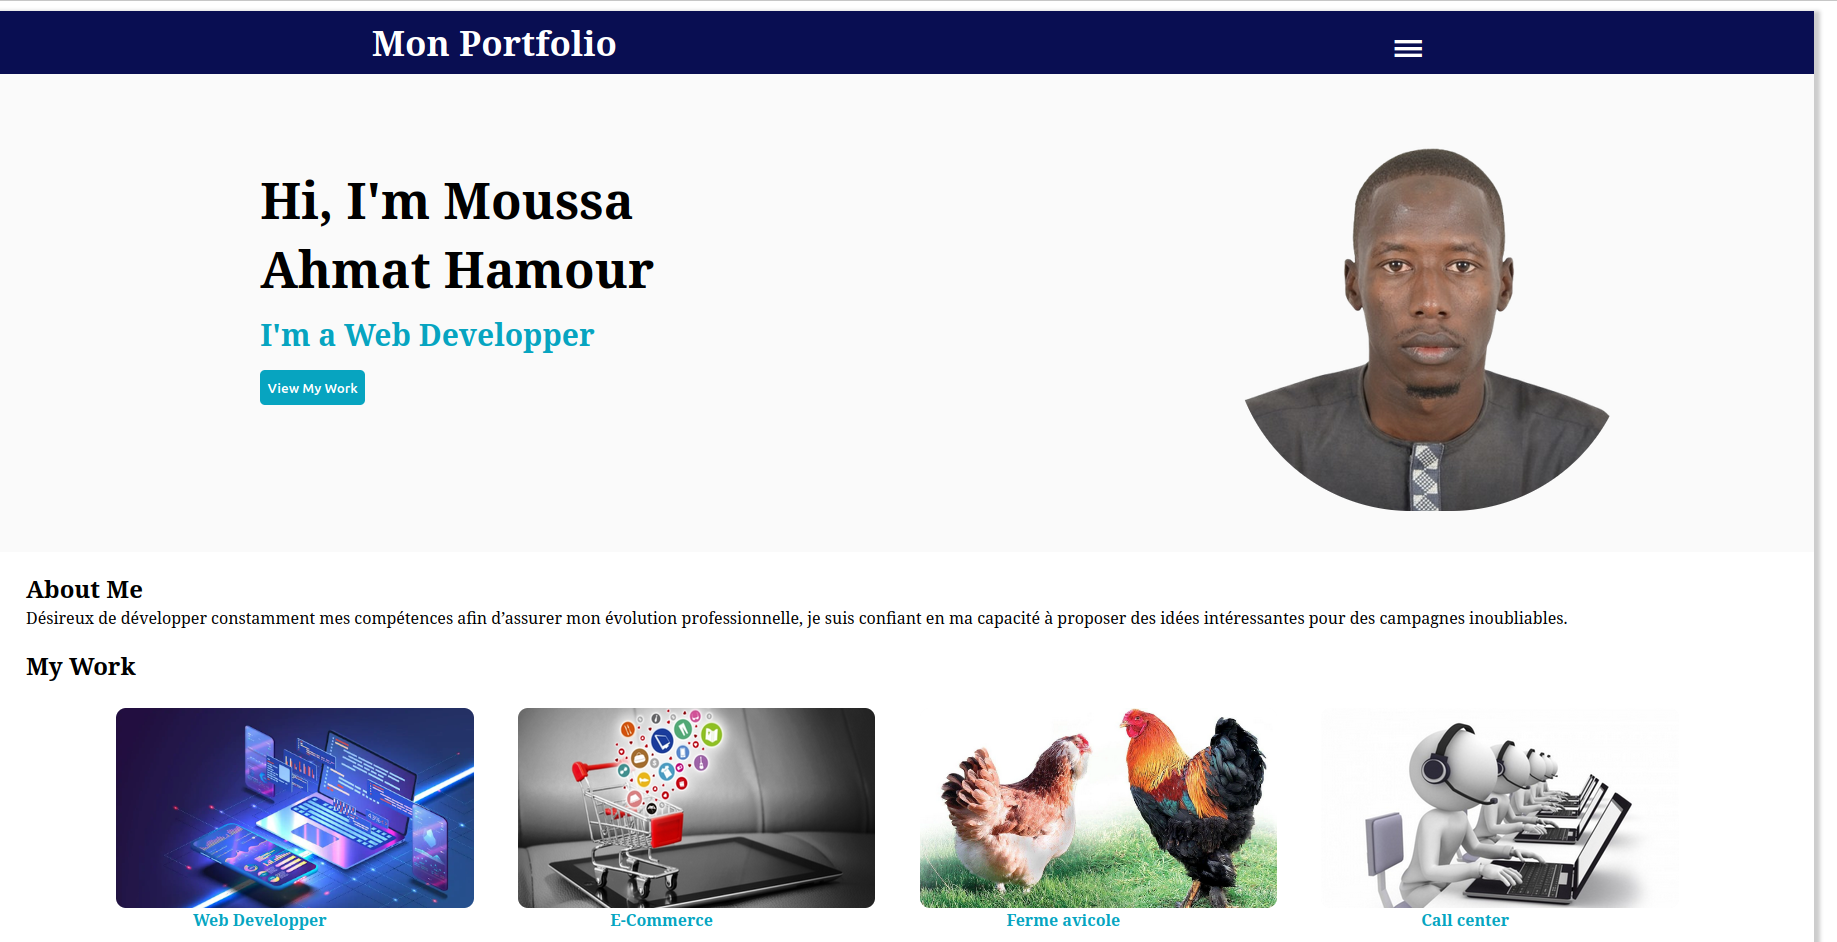 Mon Portfolio
Hi, I'm Moussa
Ahmat Hamour
I'm a Web Developper
View My Work
About Me
Désireux de développer constamment mes compétences afin d’assurer mon évolution professionnelle, je suis confiant en ma capacité à proposer des idées intéressantes pour des campagnes inoubliables.
My Work
Web Developper
E-Commerce
Ferme avicole
Call center